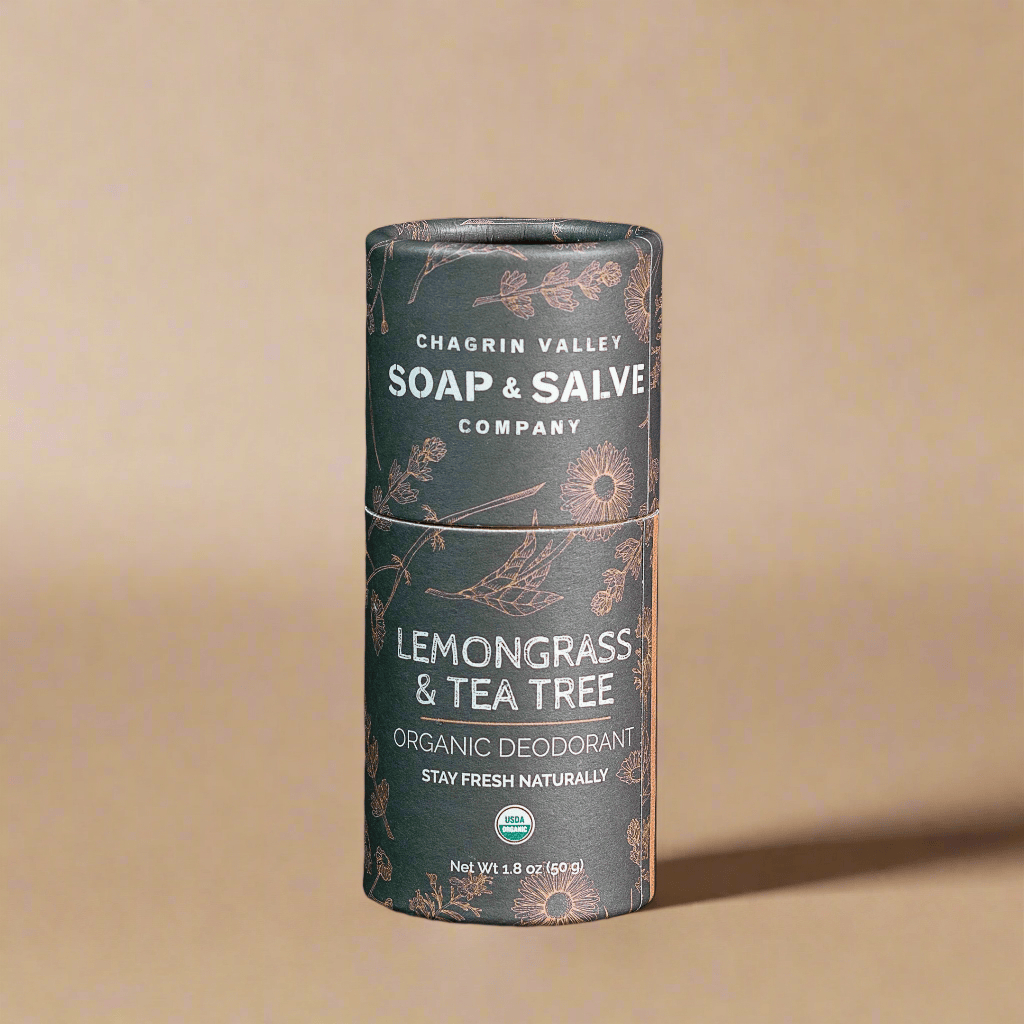 CHAGRIN VALLEY
SOAP & SALVE
COMPANY
LEMONGRASS
& TEA TREE
ORGANIC DEODORANT
STAY FRESH NATURALLY
USDA
ORGANIC
Net Wt 1.8 oz (50 g)